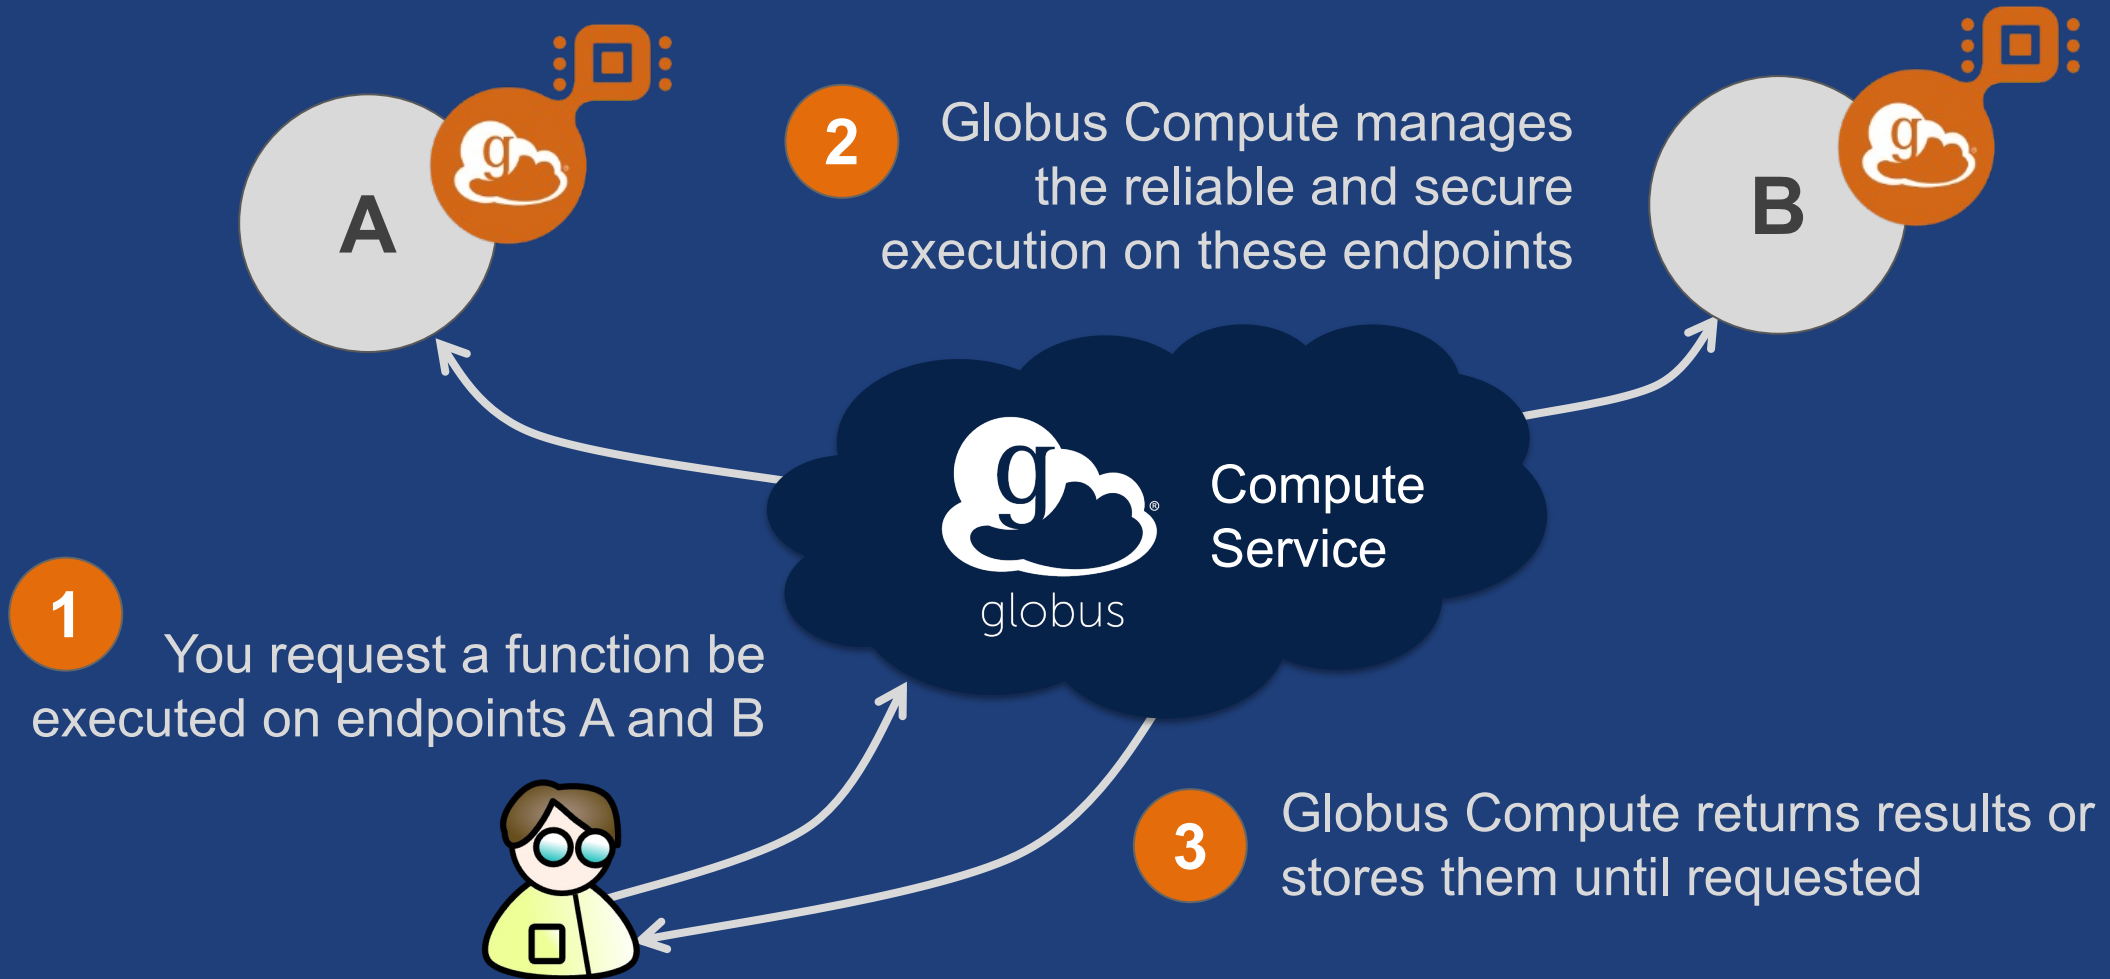 A
g
2
Globus Compute manages
the reliable and secure
execution on these endpoints
B
g
g
®
globus
Compute
Service
1
You request a function be
executed on endpoints A and B
3
Globus Compute returns results or
stores them until requested